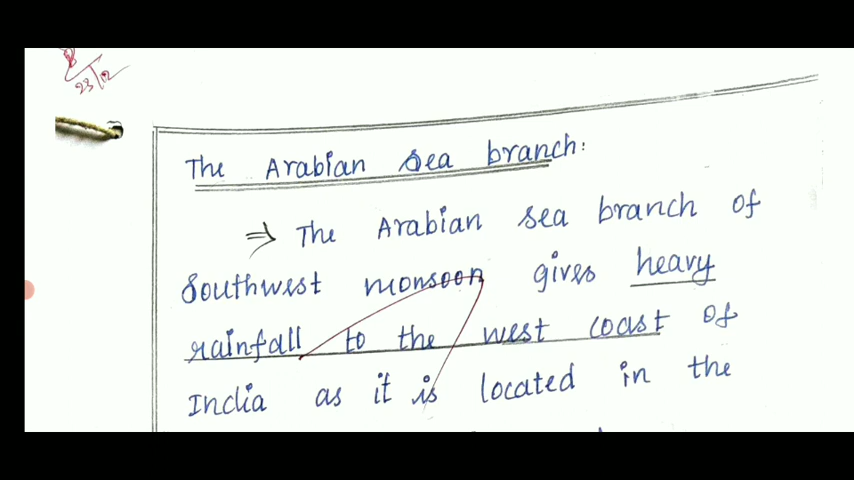 23/12
The Arabian Sea branch:
⇒ The Arabian sea branch of
Southwest monsoon gives heavy
rainfall to the west coast of
India as it is located in the